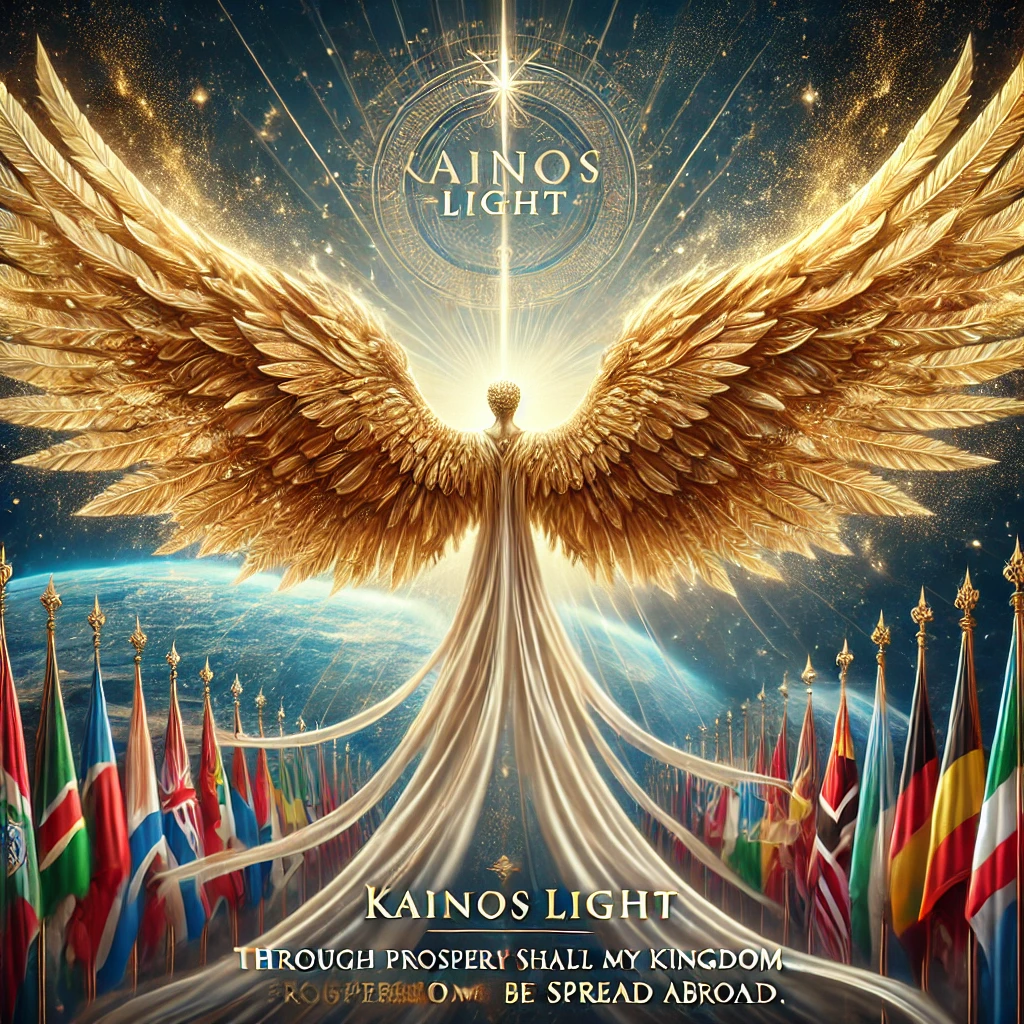 KAINOS
LIGHT
KAINOS LIGHT
THROUGH PROSPERY SHALL MY KINGDOM
BE SPREAD ABROAD.